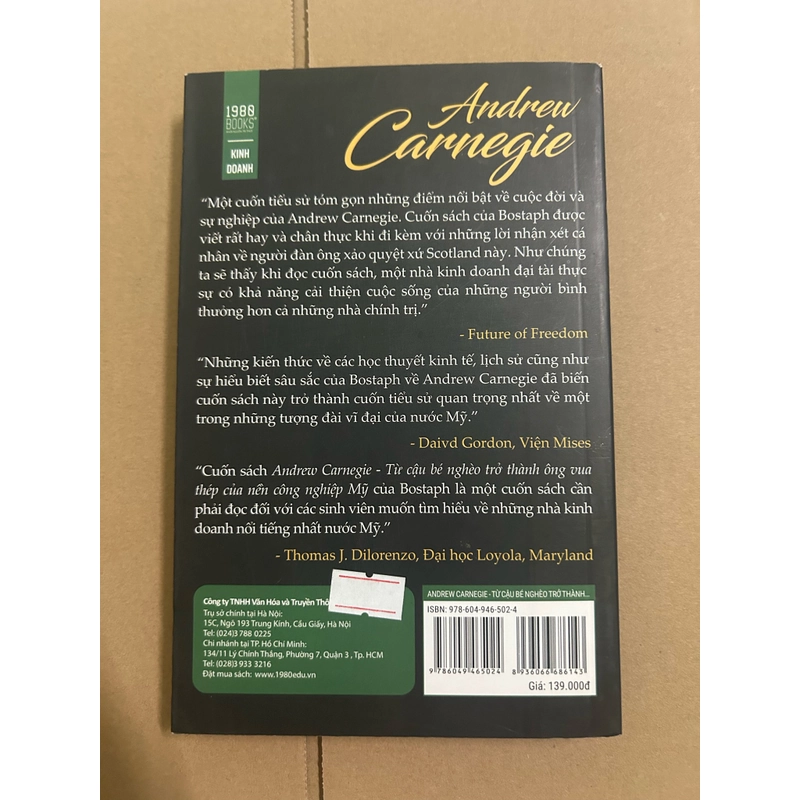 1980
BOOKS
KINH
DOANH
Andrew
Carnegie
“Một cuốn tiểu sử tóm gọn những điểm nổi bật về cuộc đời và
sự nghiệp của Andrew Carnegie. Cuốn sách của Bostaph được
viết rất hay và chân thực khi đi kèm với những lời nhận xét cá
nhân về người đàn ông xảo quyệt xứ Scotland này. Như chúng
ta sẽ thấy khi đọc cuốn sách, một nhà kinh doanh đại tài thực
sự có khả năng cải thiện cuộc sống của những người bình
thường hơn cả những nhà chính trị.”
- Future of Freedom
“Những kiến thức về các học thuyết kinh tế, lịch sử cũng như
sự hiểu biết sâu sắc của Bostaph về Andrew Carnegie đã biến
cuốn sách này trở thành cuốn tiểu sử quan trọng nhất về một
trong những tượng đài vĩ đại của nước Mỹ.”
- Daivd Gordon, Viện Mises
“Cuốn sách Andrew Carnegie - Từ cậu bé nghèo trở thành ông vua
thép của nền công nghiệp Mỹ của Bostaph là một cuốn sách cần
phải đọc đối với các sinh viên muốn tìm hiểu về những nhà kinh
doanh nổi tiếng nhất nước Mỹ.”
- Thomas J. Dilorenzo, Đại học Loyola, Maryland
Công ty TNHH Văn Hóa và Truyền
Trụ sở chính tại Hà Nội:
15C, Ngõ 193 Trung Kính, Cầu Giấy, Hà Nội
Tel: (024)3 788 0225
Chi nhánh tại TP. Hồ Chí Minh:
134/11 Lý Chính Thắng, Phường 7, Quận 3 , Tp. HCM
Tel: (028)3 933 3216
Đặt mua sách: www.1980edu.vn
ANDREW CARNEGIE - TỪ CẬU BÉ NGHÈO TRỞ THÀNH...
ISBN: 978-604-946-502-4
9 786049 465024
8 936066 686143
Giá: 139.000đ